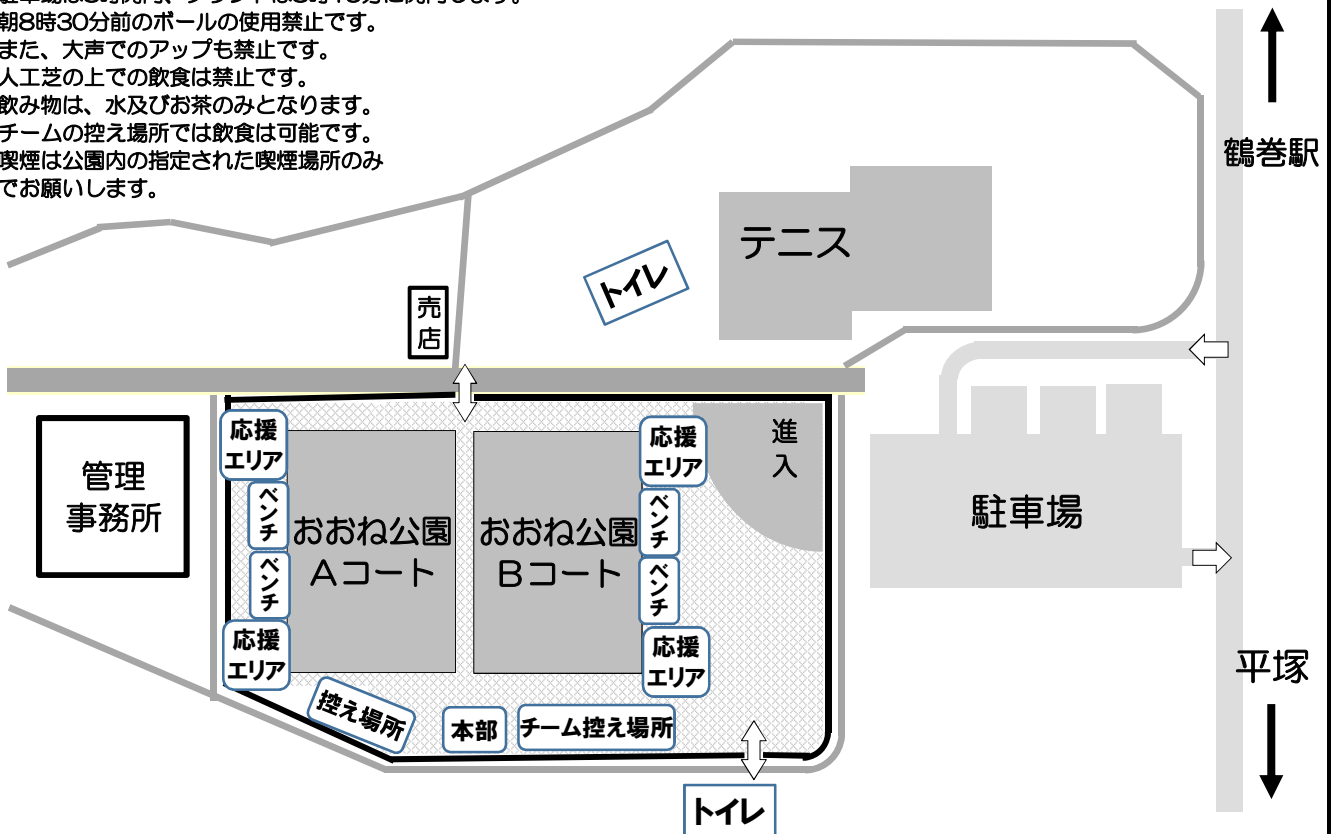 朝8時30分前のボールの使用禁止です。
また、大声でのアップも禁止です。
人工芝の上での飲食は禁止です。
飲み物は、水及びお茶のみとなります。
チームの控え場所では飲食は可能です。
喫煙は公園内の指定された喫煙場所のみ
でお願いします。
鶴巻駅
テニス
トイレ
売
店
応援
エリア
応援
エリア
進
入
管理
事務所
ベンチ
ベンチ
おおね公園
Aコート
おおね公園
Bコート
駐車場
ベンチ
ベンチ
応援
エリア
応援
エリア
平塚
控え場所
本部
チーム控え場所
トイレ